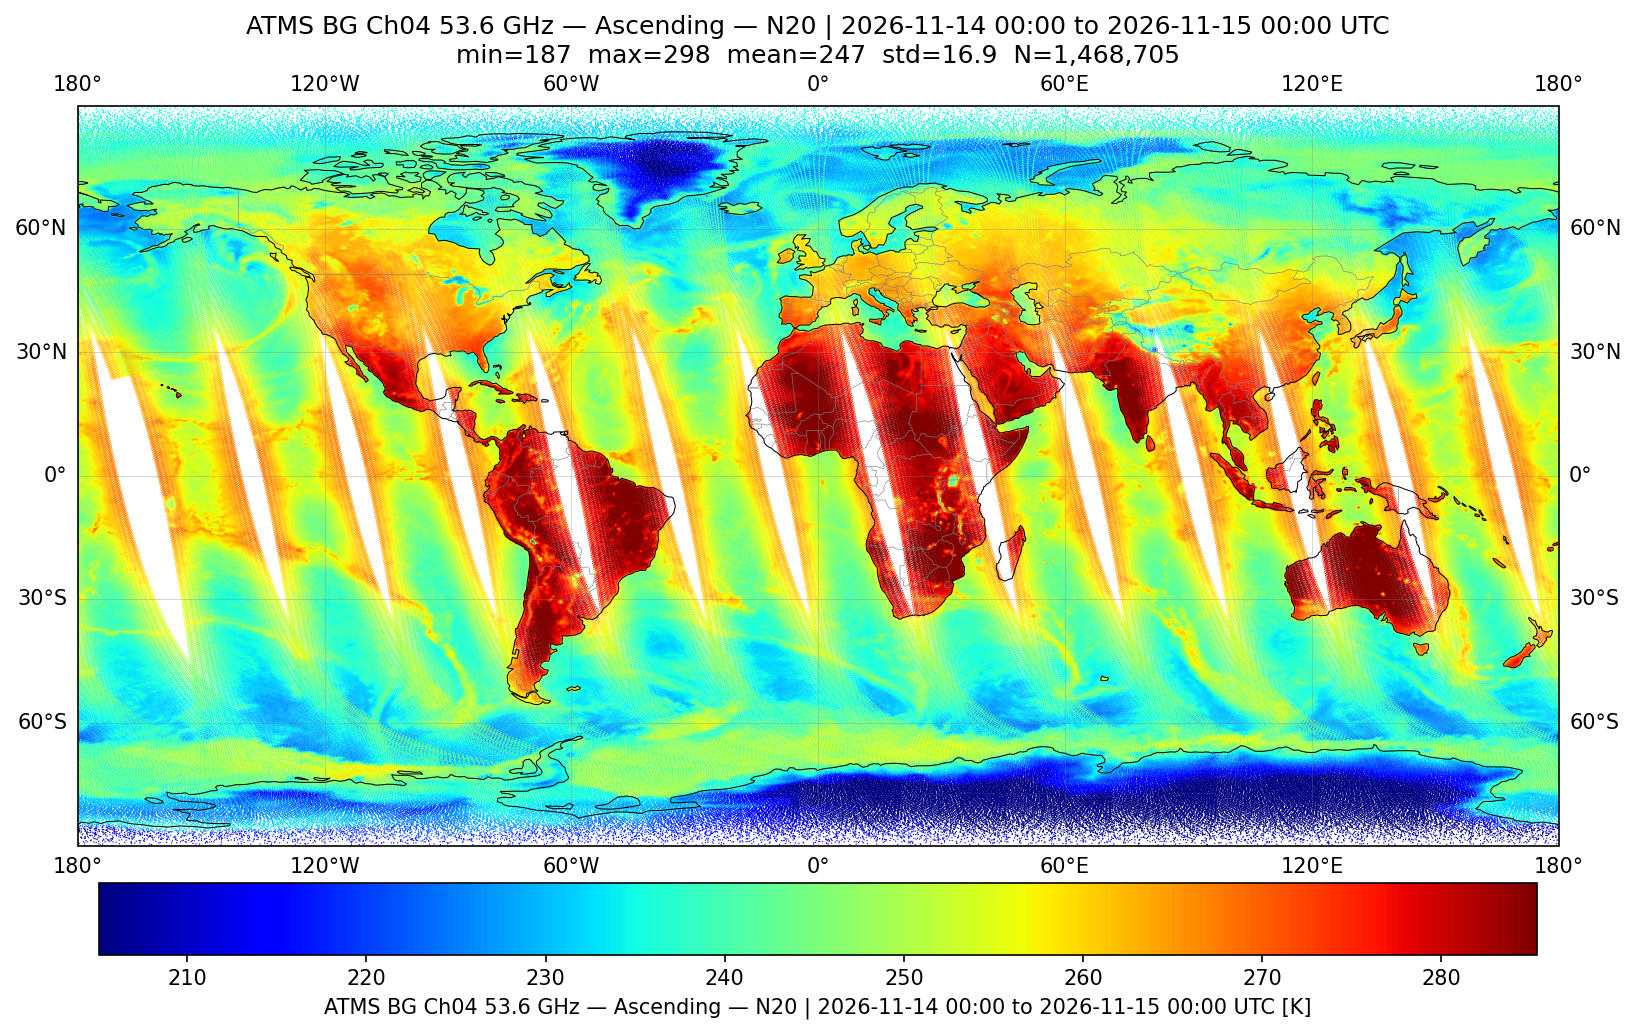 ATMS BG Ch04 53.6 GHz — Ascending — N20 | 2026-11-14 00:00 to 2026-11-15 00:00 UTC
min=187  max=298  mean=247  std=16.9  N=1,468,705
180° 120°W 60°W 0° 60°E 120°E 180°
60°N 60°N
30°N 30°N
0° 0°
30°S 30°S
60°S 60°S
180° 120°W 60°W 0° 60°E 120°E 180°
210 220 230 240 250 260 270 280
ATMS BG Ch04 53.6 GHz — Ascending — N20 | 2026-11-14 00:00 to 2026-11-15 00:00 UTC [K]